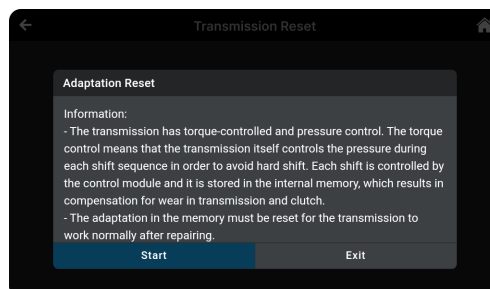 Transmission Reset
Adaptation Reset
Information:
- The transmission has torque-controlled and pressure control. The torque
control means that the transmission itself controls the pressure during
each shift sequence in order to avoid hard shift. Each shift is controlled by
the control module and it is stored in the internal memory, which results in
compensation for wear in transmission and clutch.
- The adaptation in the memory must be reset for the transmission to
work normally after repairing.
Start
Exit